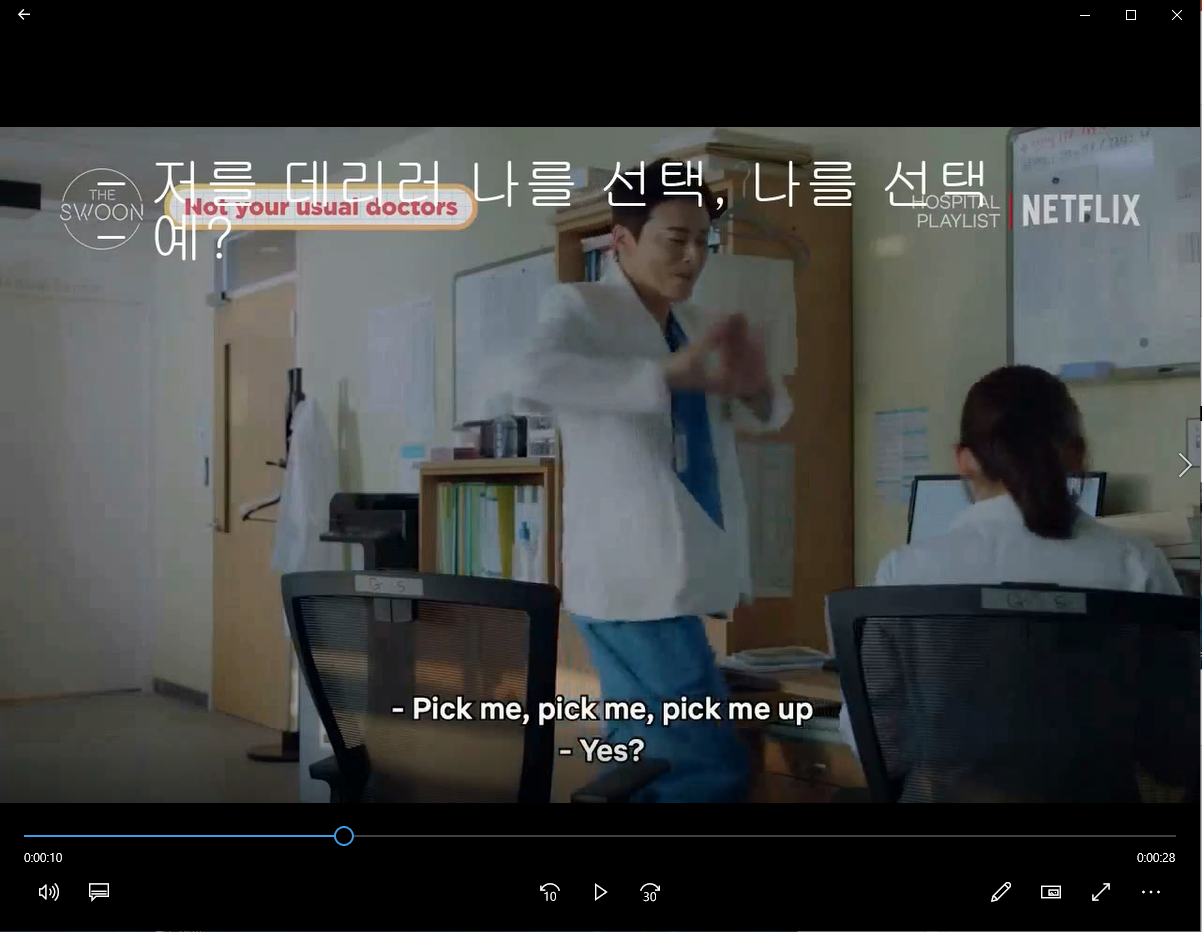 THE
SWOON
저를 데리러 나를 선택, 나를 선택
예?
Not your usual doctors
HOSPITAL
PLAYLIST
NETFLIX
- Pick me, pick me, pick me up
- Yes?
0:00:10
0:00:28
10
30